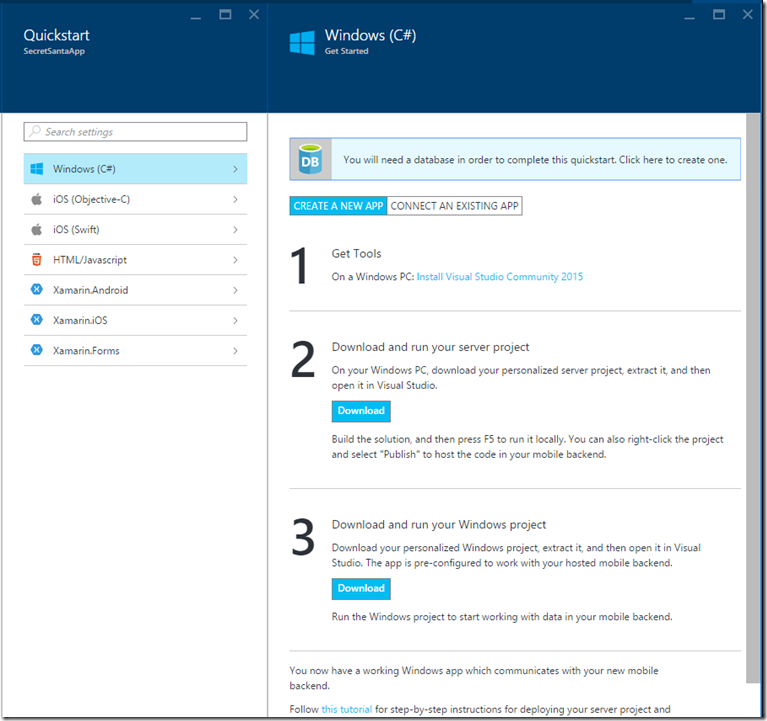 Quickstart
SecretSantaApp
Search settings
Windows (C#)
iOS (Objective-C)
iOS (Swift)
HTML/Javascript
Xamarin.Android
Xamarin.iOS
Xamarin.Forms
Windows (C#)
Get Started
DB
You will need a database in order to complete this quickstart. Click here to create one.
CREATE A NEW APP
CONNECT AN EXISTING APP
1
Get Tools
On a Windows PC: Install Visual Studio Community 2015
2
Download and run your server project
On your Windows PC, download your personalized server project, extract it, and then
open it in Visual Studio.
Download
Build the solution, and then press F5 to run it locally. You can also right-click the project
and select "Publish" to host the code in your mobile backend.
3
Download and run your Windows project
Download your personalized Windows project, extract it, and then open it in Visual
Studio. The app is pre-configured to work with your hosted mobile backend.
Download
Run the Windows project to start working with data in your mobile backend.
You now have a working Windows app which communicates with your new mobile
backend.
Follow this tutorial for step-by-step instructions for deploying your server project and